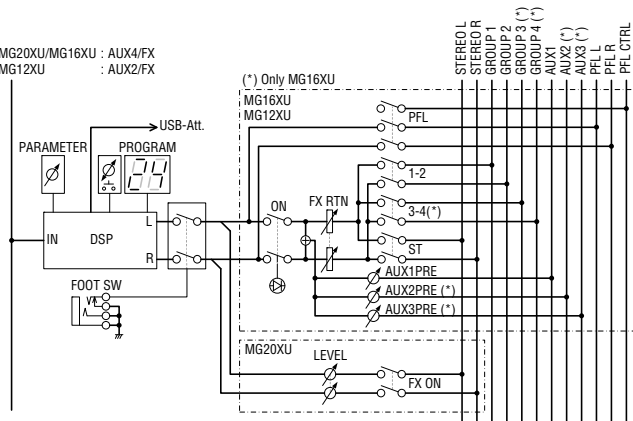 MG20XU/MG16XU : AUX4/FX
MG12XU : AUX2/FX
STEREO L
STEREO R
GROUP 1
GROUP 2
GROUP 3 (*)
GROUP 4 (*)
AUX1
AUX2 (*)
AUX3 (*)
PFL L
PFL R
PFL CTRL
(*) Only MG16XU
MG16XU
MG12XU
PFL
USB-Att.
PARAMETER
PROGRAM
24
1-2
ON
FX RTN
3-4(*)
L
IN
DSP
R
ST
AUX1PRE
FOOT SW
AUX2PRE (*)
AUX3PRE (*)
MG20XU
LEVEL
FX ON